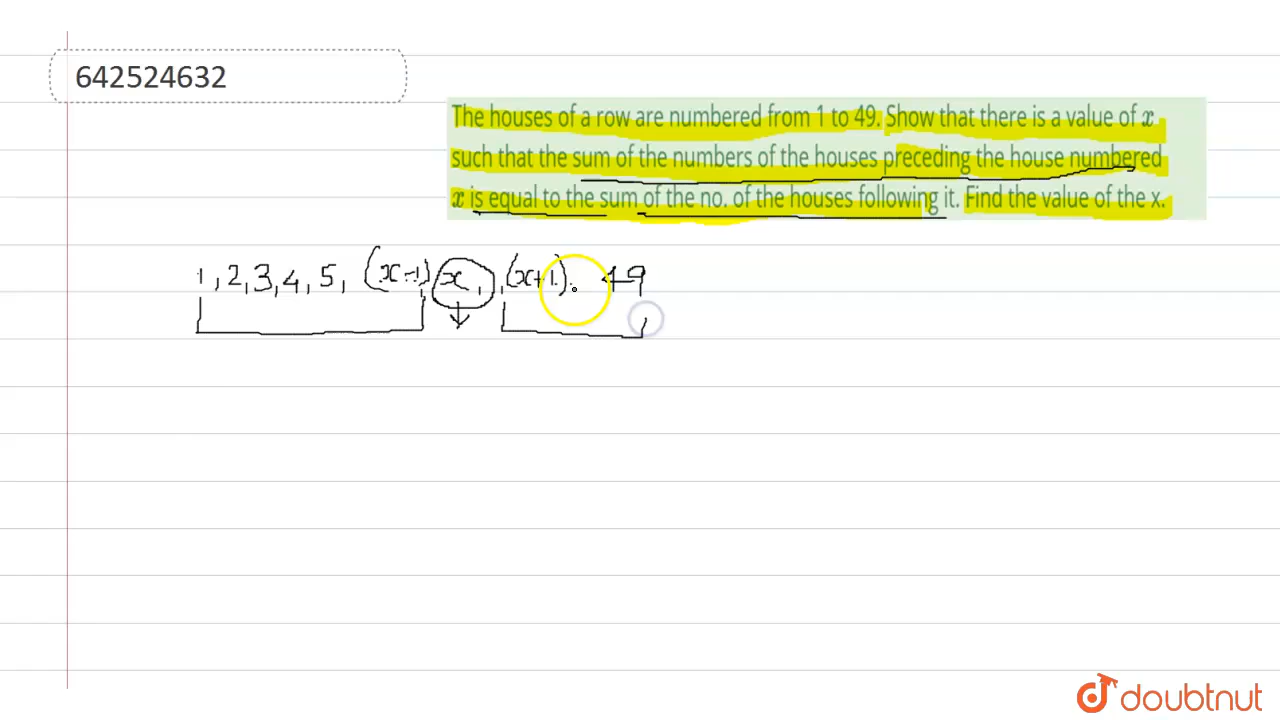 642524632
The houses of a row are numbered from 1 to 49. Show that there is a value of x
such that the sum of the numbers of the houses preceding the house numbered
x is equal to the sum of the no. of the houses following it. Find the value of the x.
1, 2, 3, 4, 5, (x-1) x, , (x+1). 49
doubtnut